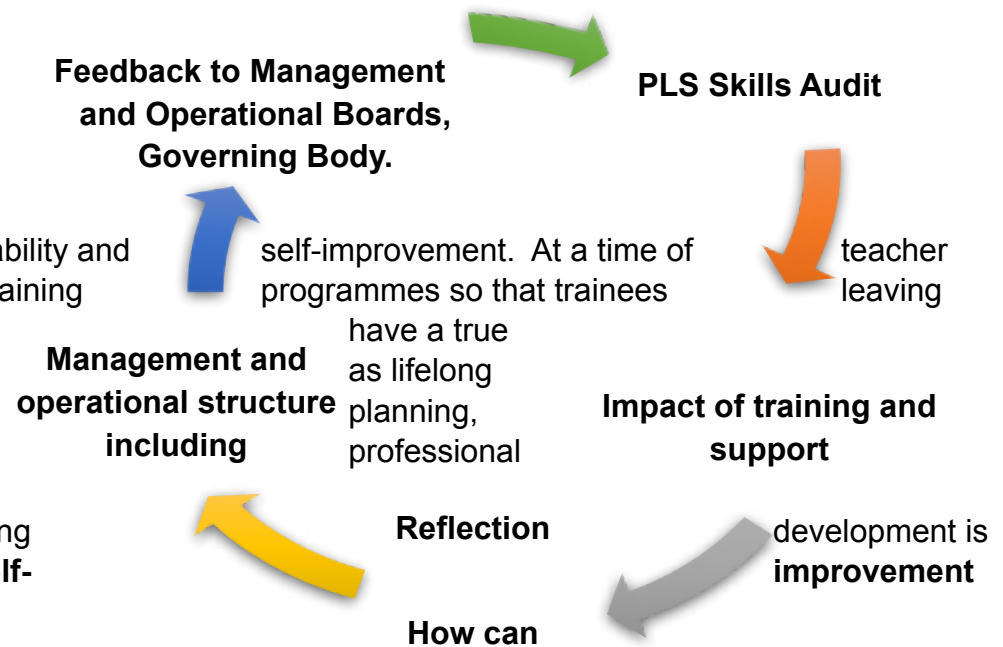 Feedback to Management
and Operational Boards,
Governing Body.
PLS Skills Audit
ability and
raining
self-improvement. At a time of
programmes so that trainees
have a true
as lifelong
planning,
professional
teacher
leaving
Management and
operational structure
including
Impact of training and
support
ng
lf-
Reflection
development is
improvement
How can